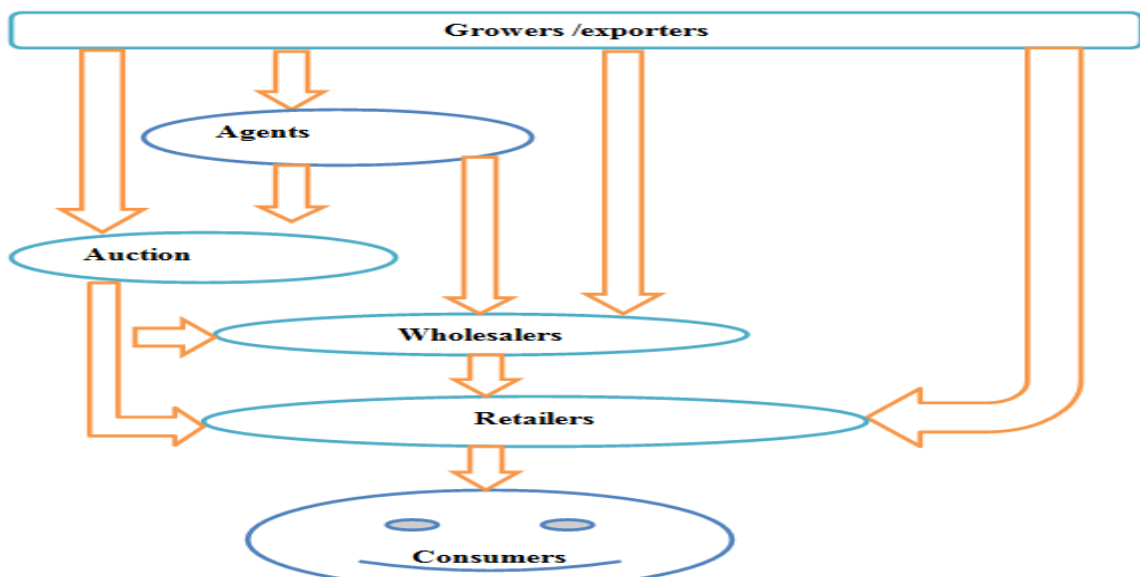 Growers /exporters
Agents
Auction
Wholesalers
Retailers
Consumers